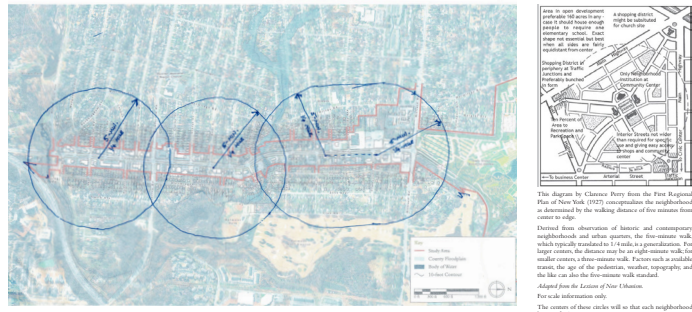 Area in open development
preferable 160 acres in any
case it should house enough
people to require one
elementary school. Exact
shape not essential but best
when all sides are fairly
equidistant from center
A shopping district
might be substituted
for church site
Shopping District in
periphery at Traffic
Junctions and
Preferably bunched
in form
Only Neighborhood
Institution at
Community Center
Ten Percent of
Area to
Recreation and
Park Space
Interior Streets not wider
than required for specific
use and giving easy access
to shops and community
center
To business Center Arterial Street
This diagram by Clarence Perry from the First Regional
Plan of New York (1927) conceptualizes the neighborhood
as determined by the walking distance of five minutes from
center to edge.
Derived from observation of historic and contemporary
neighborhoods and urban quarters, the five-minute walk,
which typically translated to 1/4 mile, is a generalization. For
larger centers, the distance may be an eight-minute walk; for
smaller centers, a three-minute walk. Factors such as available
transit, the age of the pedestrian, weather, topography, and
the like can also the five-minute walk standard.
Adapted from the Lexicon of New Urbanism.
For scale information only.
The centers of these circles will so that each neighborhood
Study Area
County Floodplain